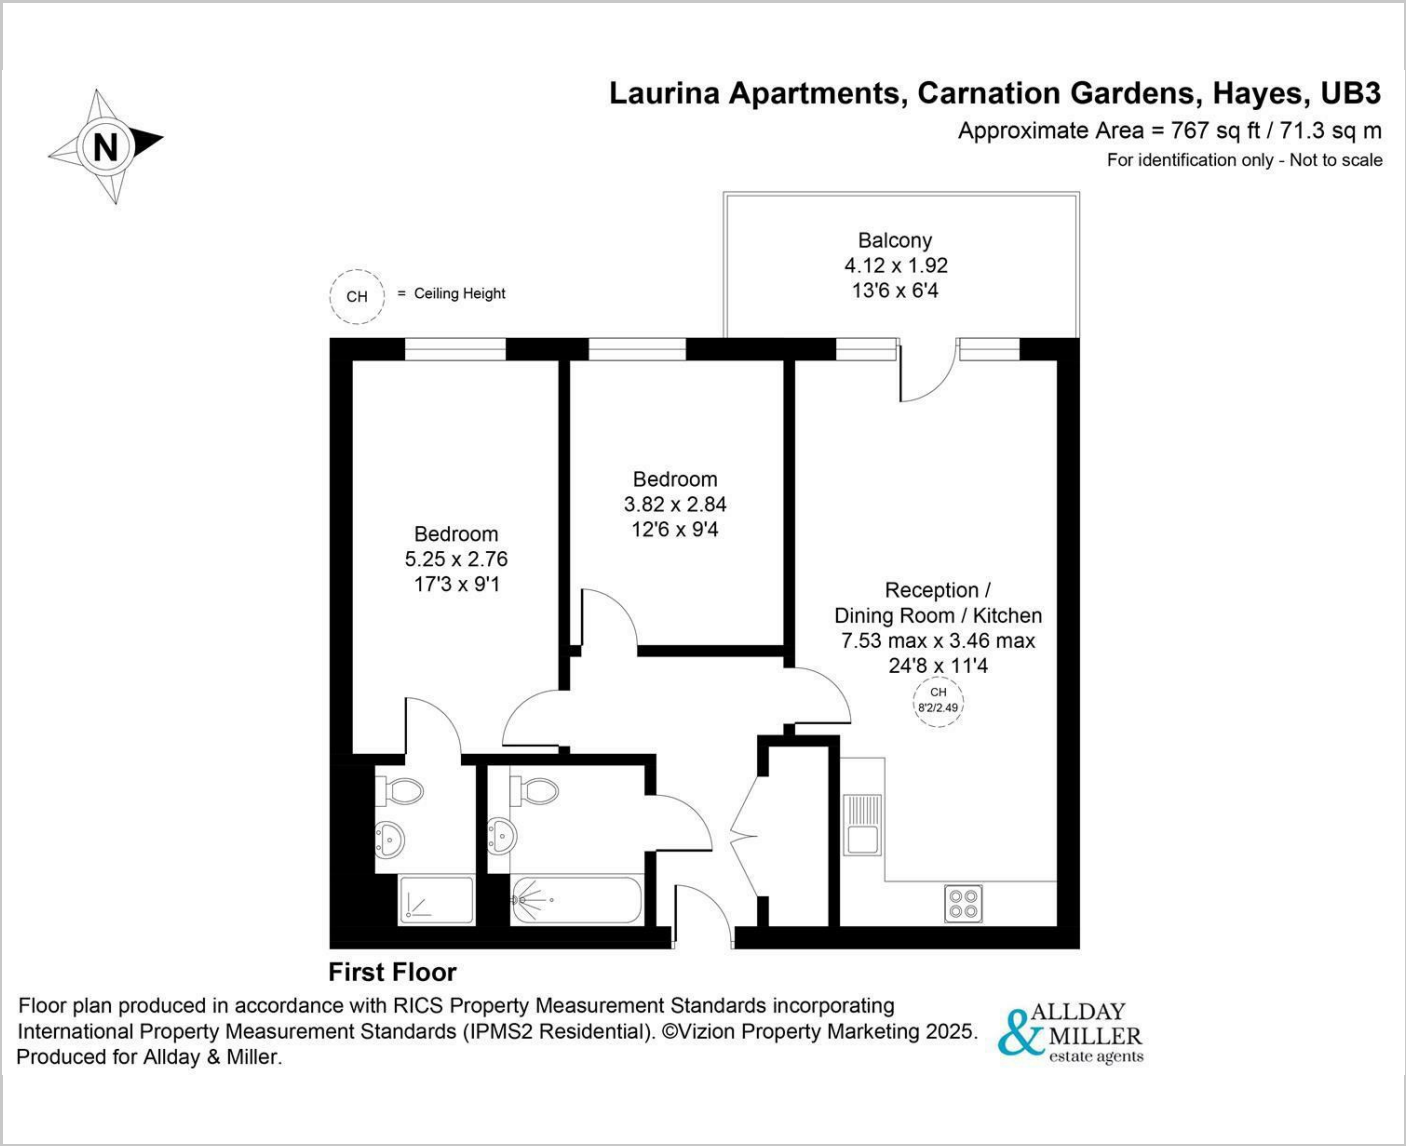 Laurina Apartments, Carnation Gardens, Hayes, UB3
Approximate Area = 767 sq ft / 71.3 sq m
For identification only - Not to scale
N
Balcony
4.12 x 1.92
13'6 x 6'4
CH = Ceiling Height
Bedroom
3.82 x 2.84
12'6 x 9'4
Bedroom
5.25 x 2.76
17'3 x 9'1
Reception /
Dining Room / Kitchen
7.53 max x 3.46 max
24'8 x 11'4
CH
8'2/2.49
First Floor
Floor plan produced in accordance with RICS Property Measurement Standards incorporating
International Property Measurement Standards (IPMS2 Residential). ©Vizion Property Marketing 2025.
Produced for Allday & Miller.
ALLDAY
& MILLER
estate agents